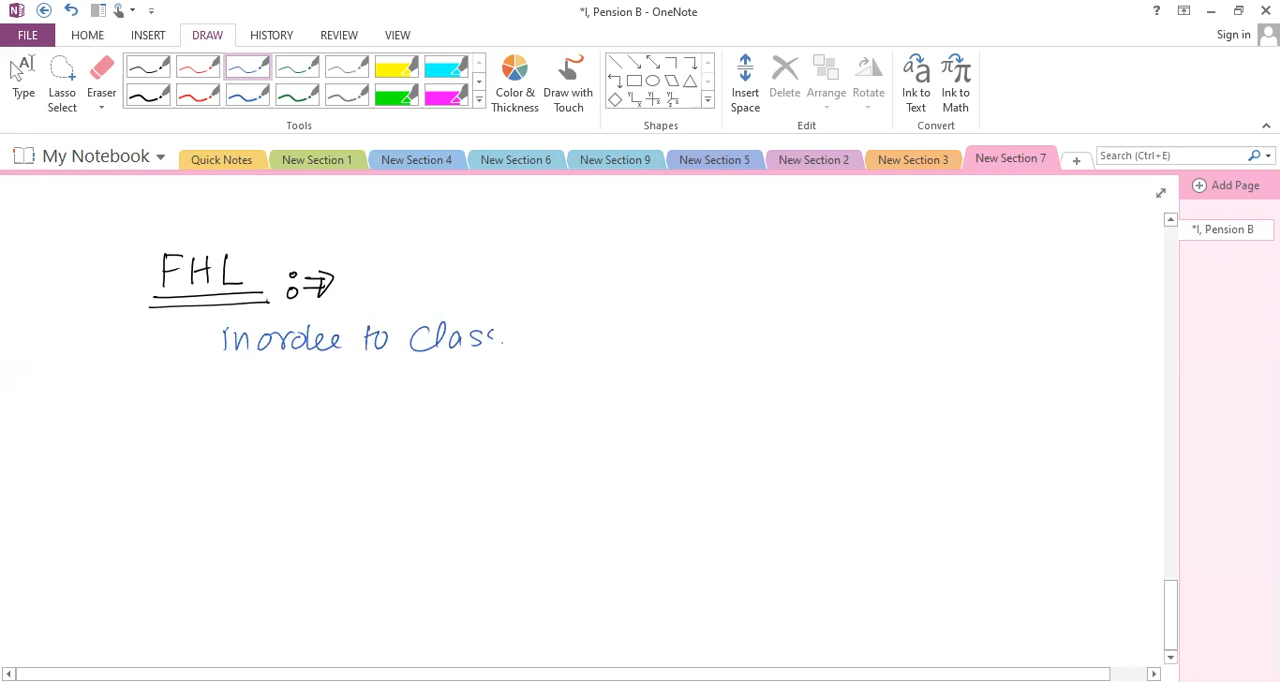 *I, Pension B - OneNote
?
Sign in
FILE HOME INSERT DRAW HISTORY REVIEW VIEW
Type
Lasso Select
Eraser
Color & Thickness
Draw with Touch
Insert Space
Delete
Arrange
Rotate
Ink to Text
Ink to Math
Tools
Shapes
Edit
Convert
My Notebook
Quick Notes New Section 1 New Section 4 New Section 6 New Section 9 New Section 5 New Section 2 New Section 3 New Section 7
Search (Ctrl+E)
Add Page
*I, Pension B
FHL :⇒
inordee to Class